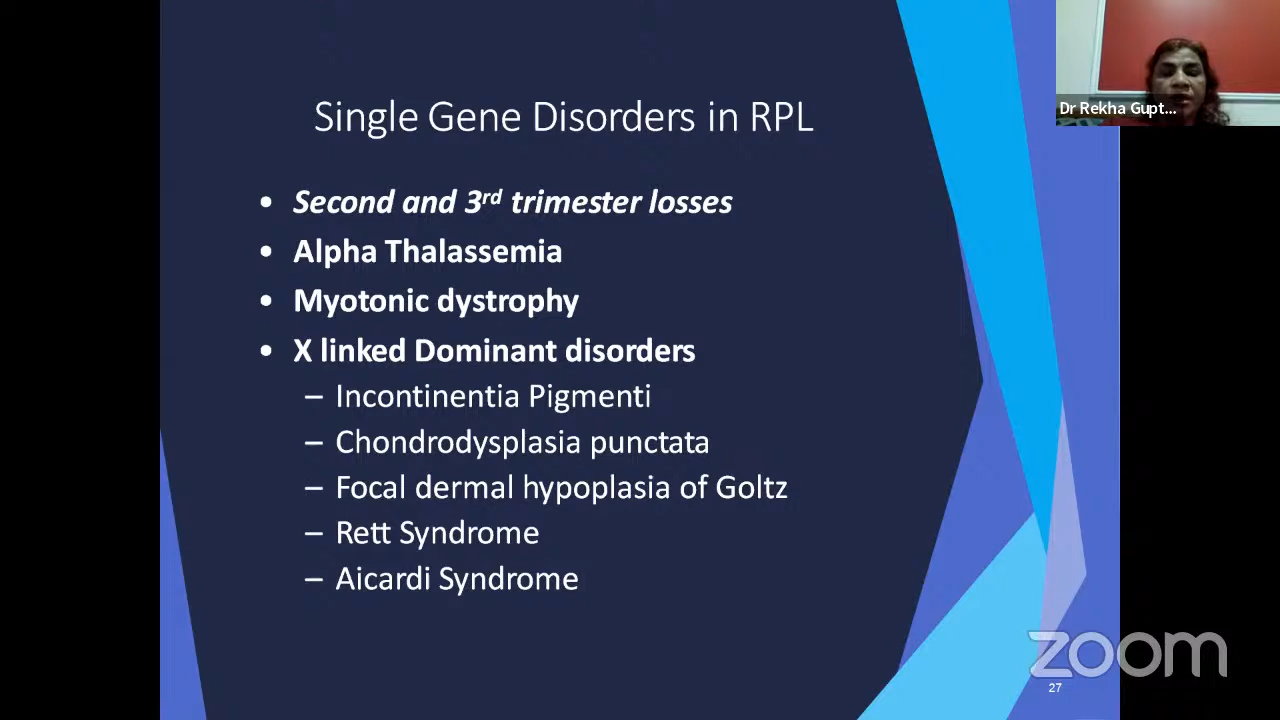 Single Gene Disorders in RPL
• Second and 3rd trimester losses
• Alpha Thalassemia
• Myotonic dystrophy
• X linked Dominant disorders
– Incontinentia Pigmenti
– Chondrodysplasia punctata
– Focal dermal hypoplasia of Goltz
– Rett Syndrome
– Aicardi Syndrome
Dr Rekha Gupt...
zoom
27